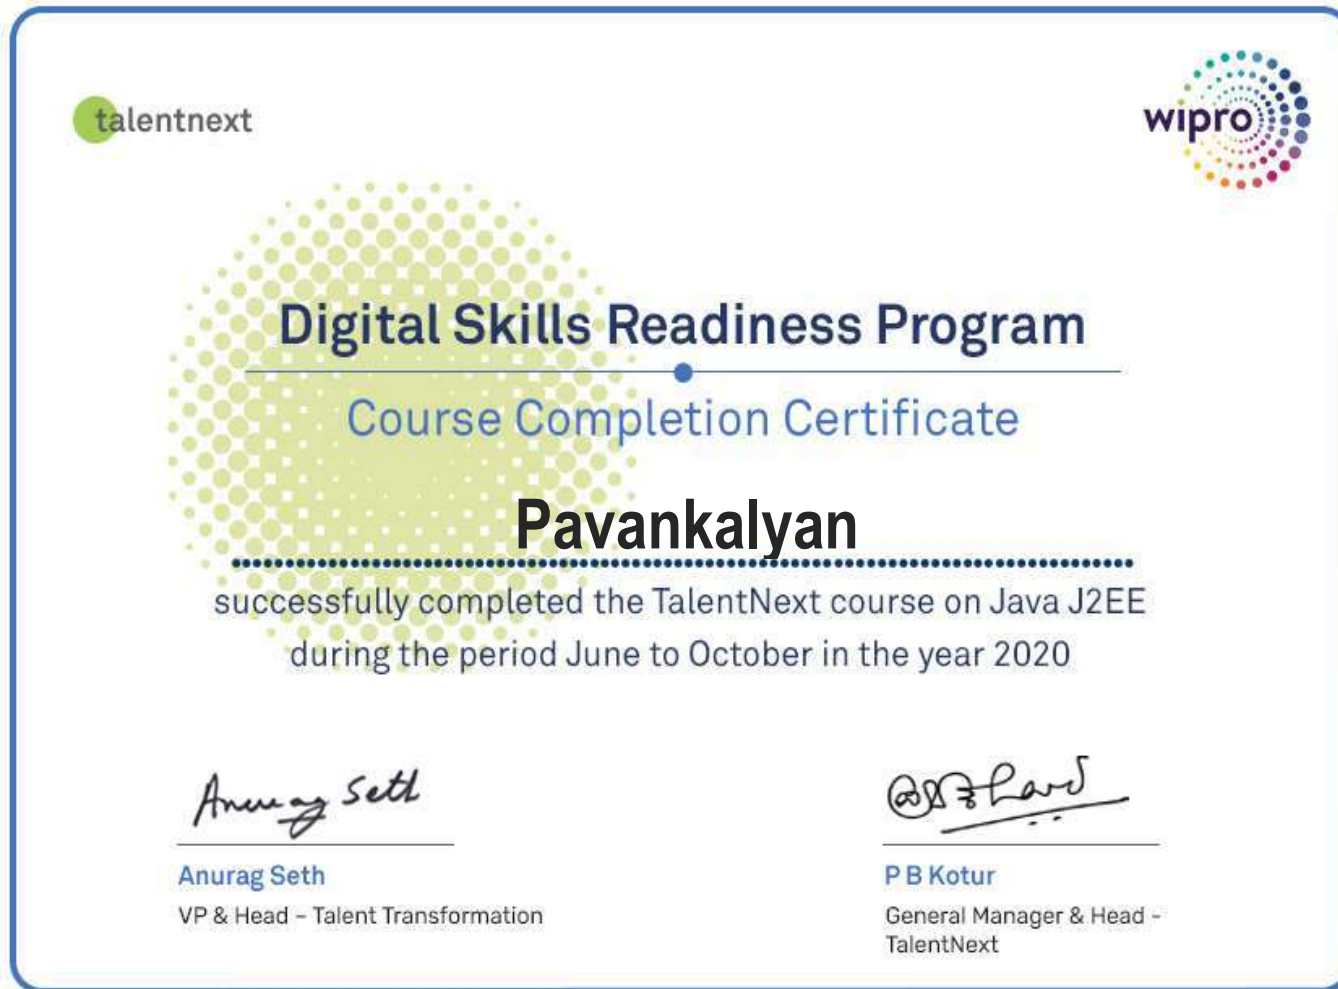 talentnext
wipro
Digital Skills Readiness Program
Course Completion Certificate
Pavankalyan
successfully completed the TalentNext course on Java J2EE
during the period June to October in the year 2020
Anurag Seth
Anurag Seth
VP & Head – Talent Transformation
P B Kotur
General Manager & Head -
TalentNext